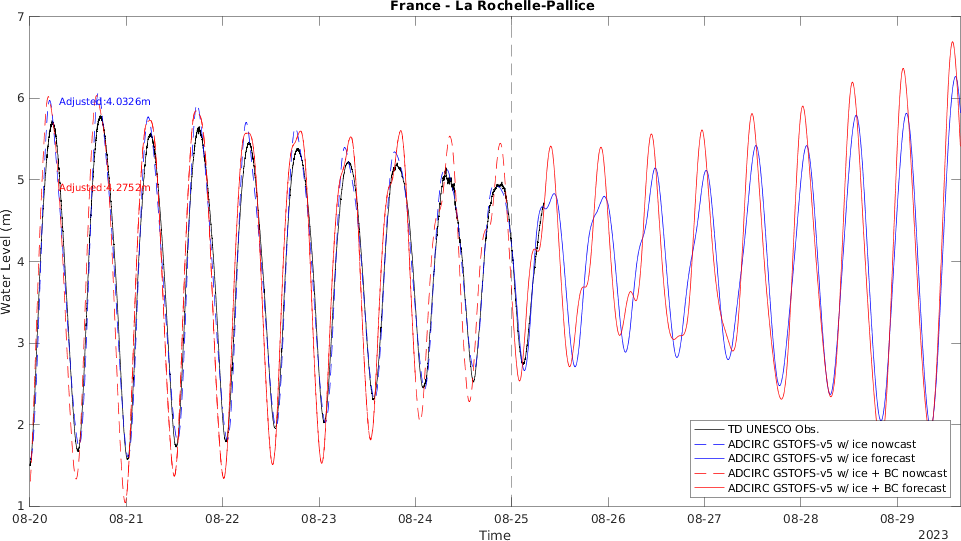 France - La Rochelle-Pallice
7
6
5
4
3
2
1
Water Level (m)
Adjusted:4.0326m
Adjusted:4.2752m
TD UNESCO Obs.
ADCIRC GSTOFS-v5 w/ ice nowcast
ADCIRC GSTOFS-v5 w/ ice forecast
ADCIRC GSTOFS-v5 w/ ice + BC nowcast
ADCIRC GSTOFS-v5 w/ ice + BC forecast
08-20 08-21 08-22 08-23 08-24 08-25 08-26 08-27 08-28 08-29
Time
2023